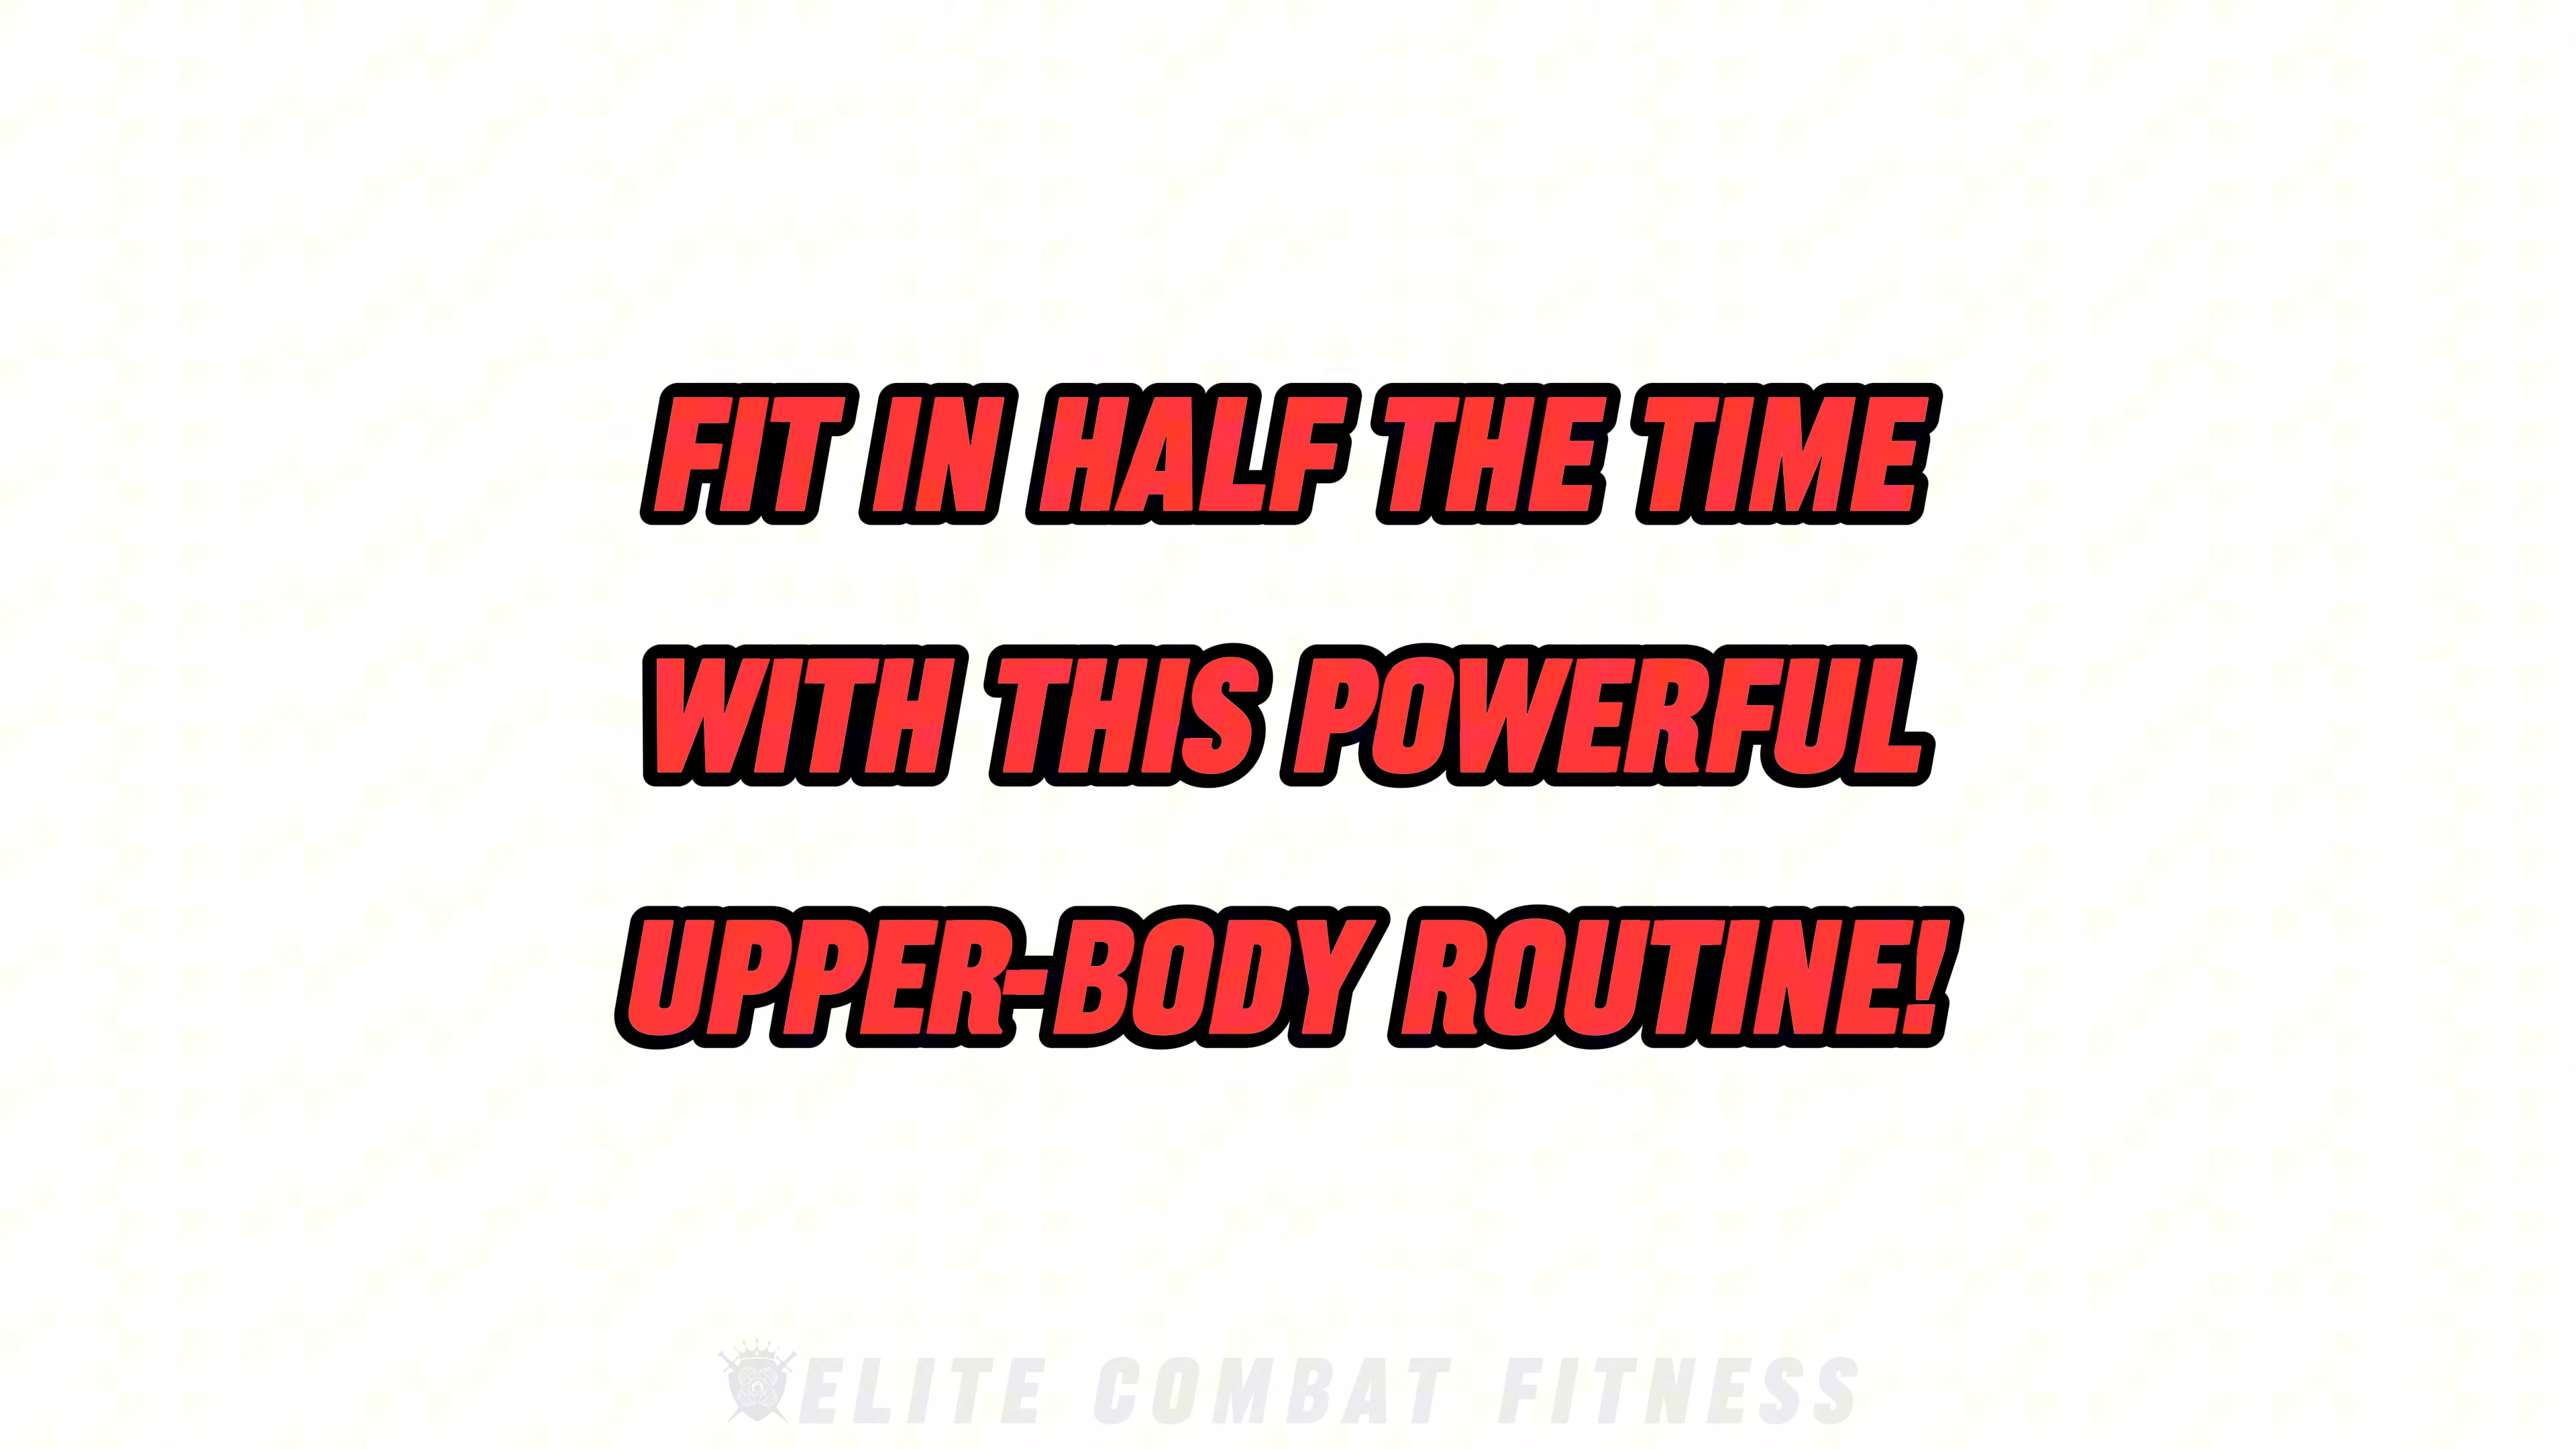 FIT IN HALF THE TIME
WITH THIS POWERFUL
UPPER-BODY ROUTINE!
ELITE COMBAT FITNESS